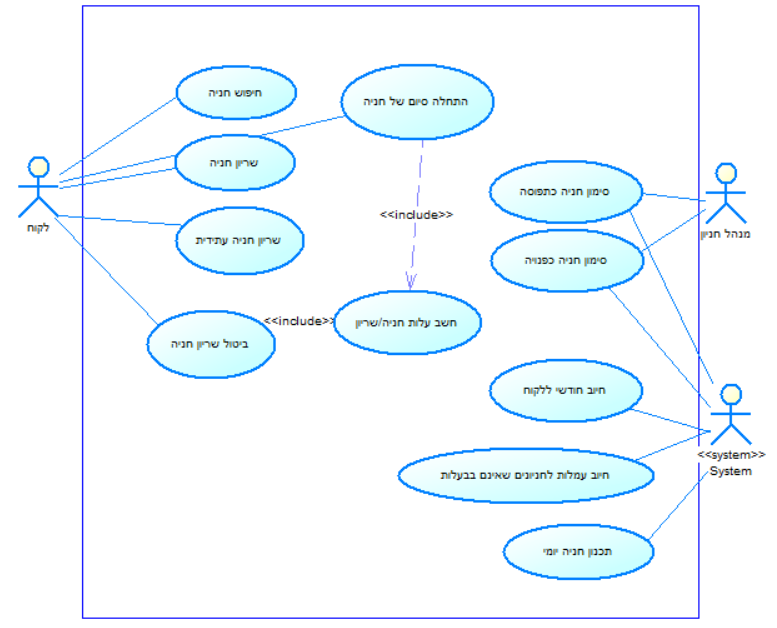 חיפוש חניה
התחלה סיום של חניה
שריון חניה
לקוח
סימון חניה כתפוסה
מנהל חניון
<<include>>
שריון חניה עתידית
סימון חניה כפנויה
<<include>>
חשב עלות חניה/שריון
ביטול שריון חניה
חיוב חודשי ללקוח
<<system>>
System
חיוב עמלות לחניונים שאינם בבעלות
תכנון חניה יומי